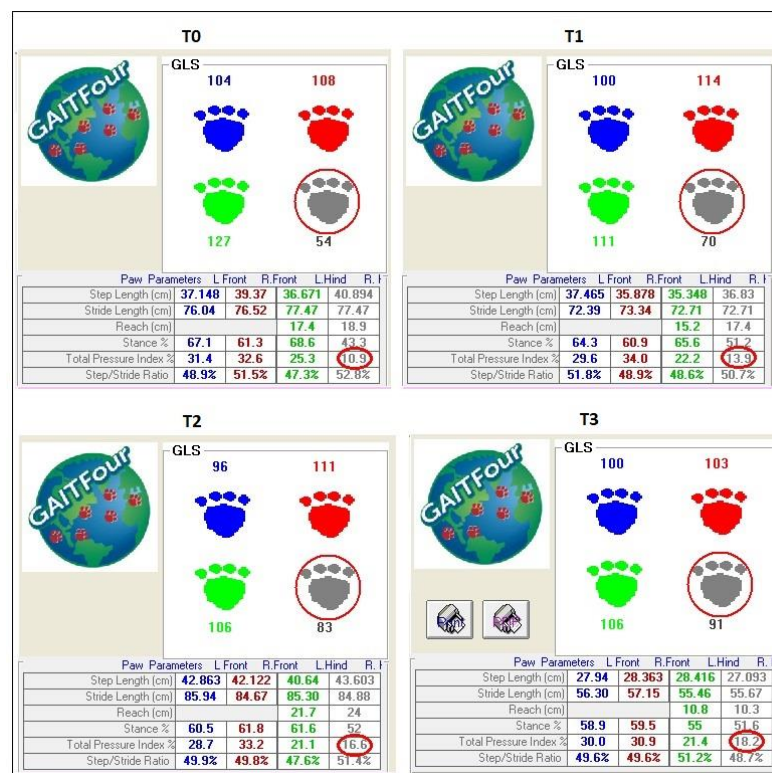 T0
GAITFour
GLS
104 108
127 54
Paw Parameters L Front R.Front L.Hind R. H
Step Length (cm) 37.148 39.37 36.671 40.894
Stride Length (cm) 76.04 76.52 77.47 77.47
Reach (cm) 17.4 18.9
Stance % 67.1 61.3 68.6 43.3
Total Pressure Index % 31.4 32.6 25.3 10.9
Step/Stride Ratio 48.9% 51.5% 47.3% 52.8%
T1
GAITFour
GLS
100 114
111 70
Paw Parameters L Front R.Front L.Hind R. H
Step Length (cm) 37.465 35.878 35.348 36.83
Stride Length (cm) 72.39 73.34 72.71 72.71
Reach (cm) 15.2 17.4
Stance % 64.3 60.9 65.6 51.2
Total Pressure Index % 29.6 34.0 22.2 13.9
Step/Stride Ratio 51.8% 48.9% 48.6% 50.7%
T2
GAITFour
GLS
96 111
106 83
Paw Parameters L Front R.Front L.Hind R. H
Step Length (cm) 42.863 42.122 40.64 43.603
Stride Length (cm) 85.94 84.67 85.30 84.88
Reach (cm) 21.7 24
Stance % 60.5 61.8 61.6 52
Total Pressure Index % 28.7 33.2 21.1 16.6
Step/Stride Ratio 49.9% 49.8% 47.6% 51.4%
T3
GAITFour
GLS
100 103
106 91
Paw Parameters L Front R.Front L.Hind R.
Step Length (cm) 27.94 28.363 28.416 27.093
Stride Length (cm) 56.30 57.15 55.46 55.67
Reach (cm) 10.8 10.3
Stance % 58.9 59.5 55 51.6
Total Pressure Index % 30.0 30.9 21.4 18.2
Step/Stride Ratio 49.6% 49.6% 51.2% 48.7%